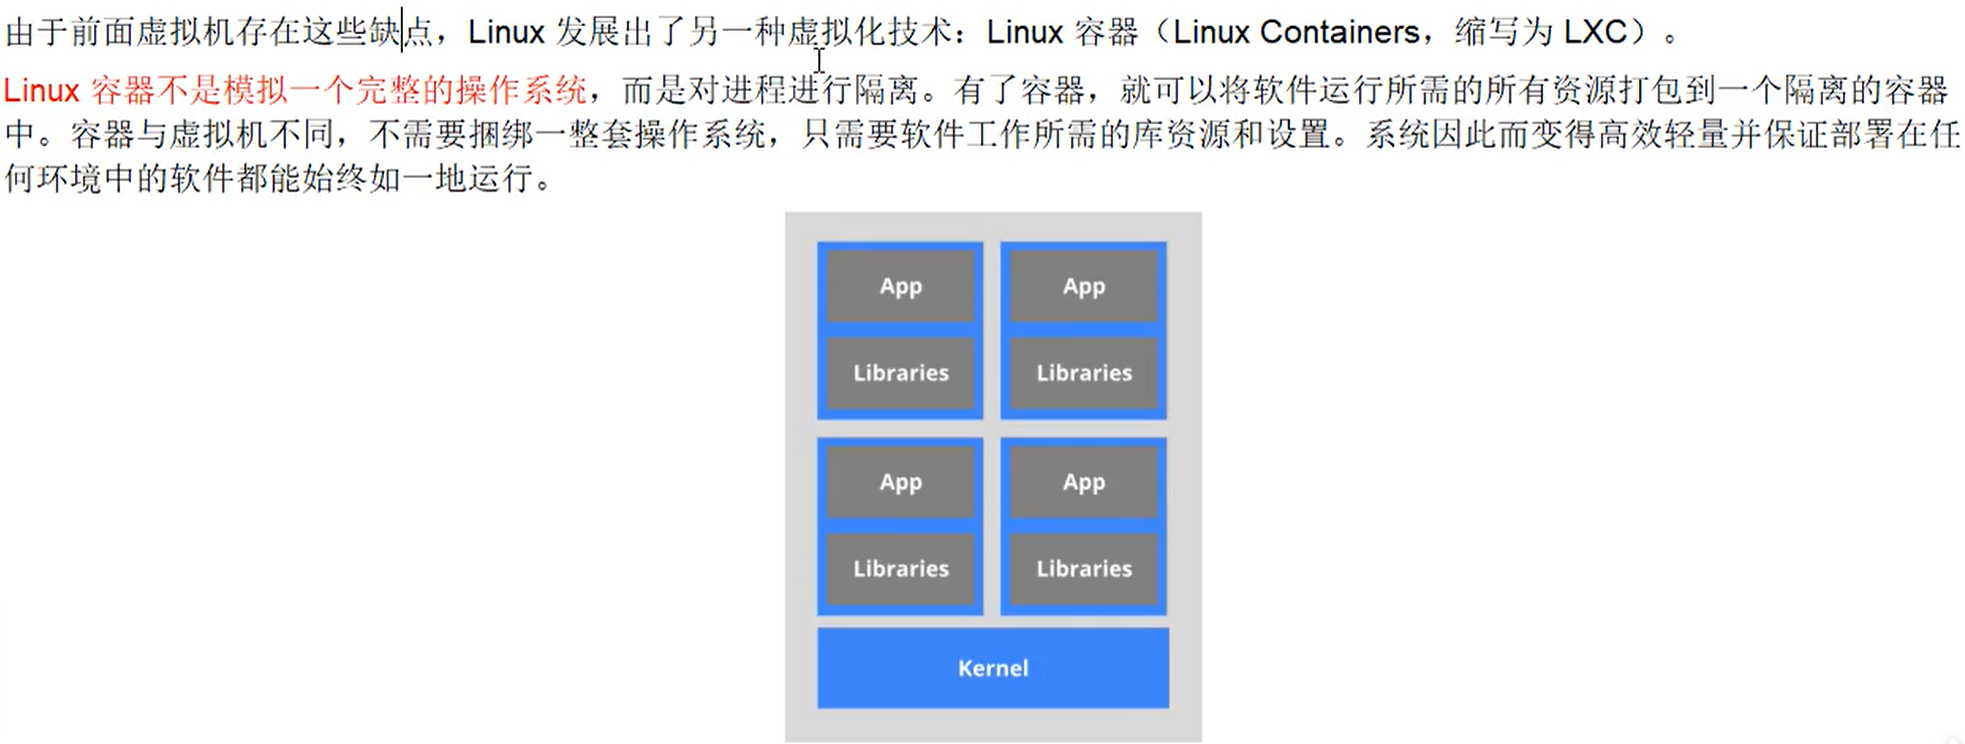 由于前面虚拟机存在这些缺点，Linux 发展出了另一种虚拟化技术：Linux 容器（Linux Containers，缩写为 LXC）。
Linux 容器不是模拟一个完整的操作系统，而是对进程进行隔离。有了容器，就可以将软件运行所需的所有资源打包到一个隔离的容器
中。容器与虚拟机不同，不需要捆绑一整套操作系统，只需要软件工作所需的库资源和设置。系统因此而变得高效轻量并保证部署在任
何环境中的软件都能始终如一地运行。
App App
Libraries Libraries
App App
Libraries Libraries
Kernel